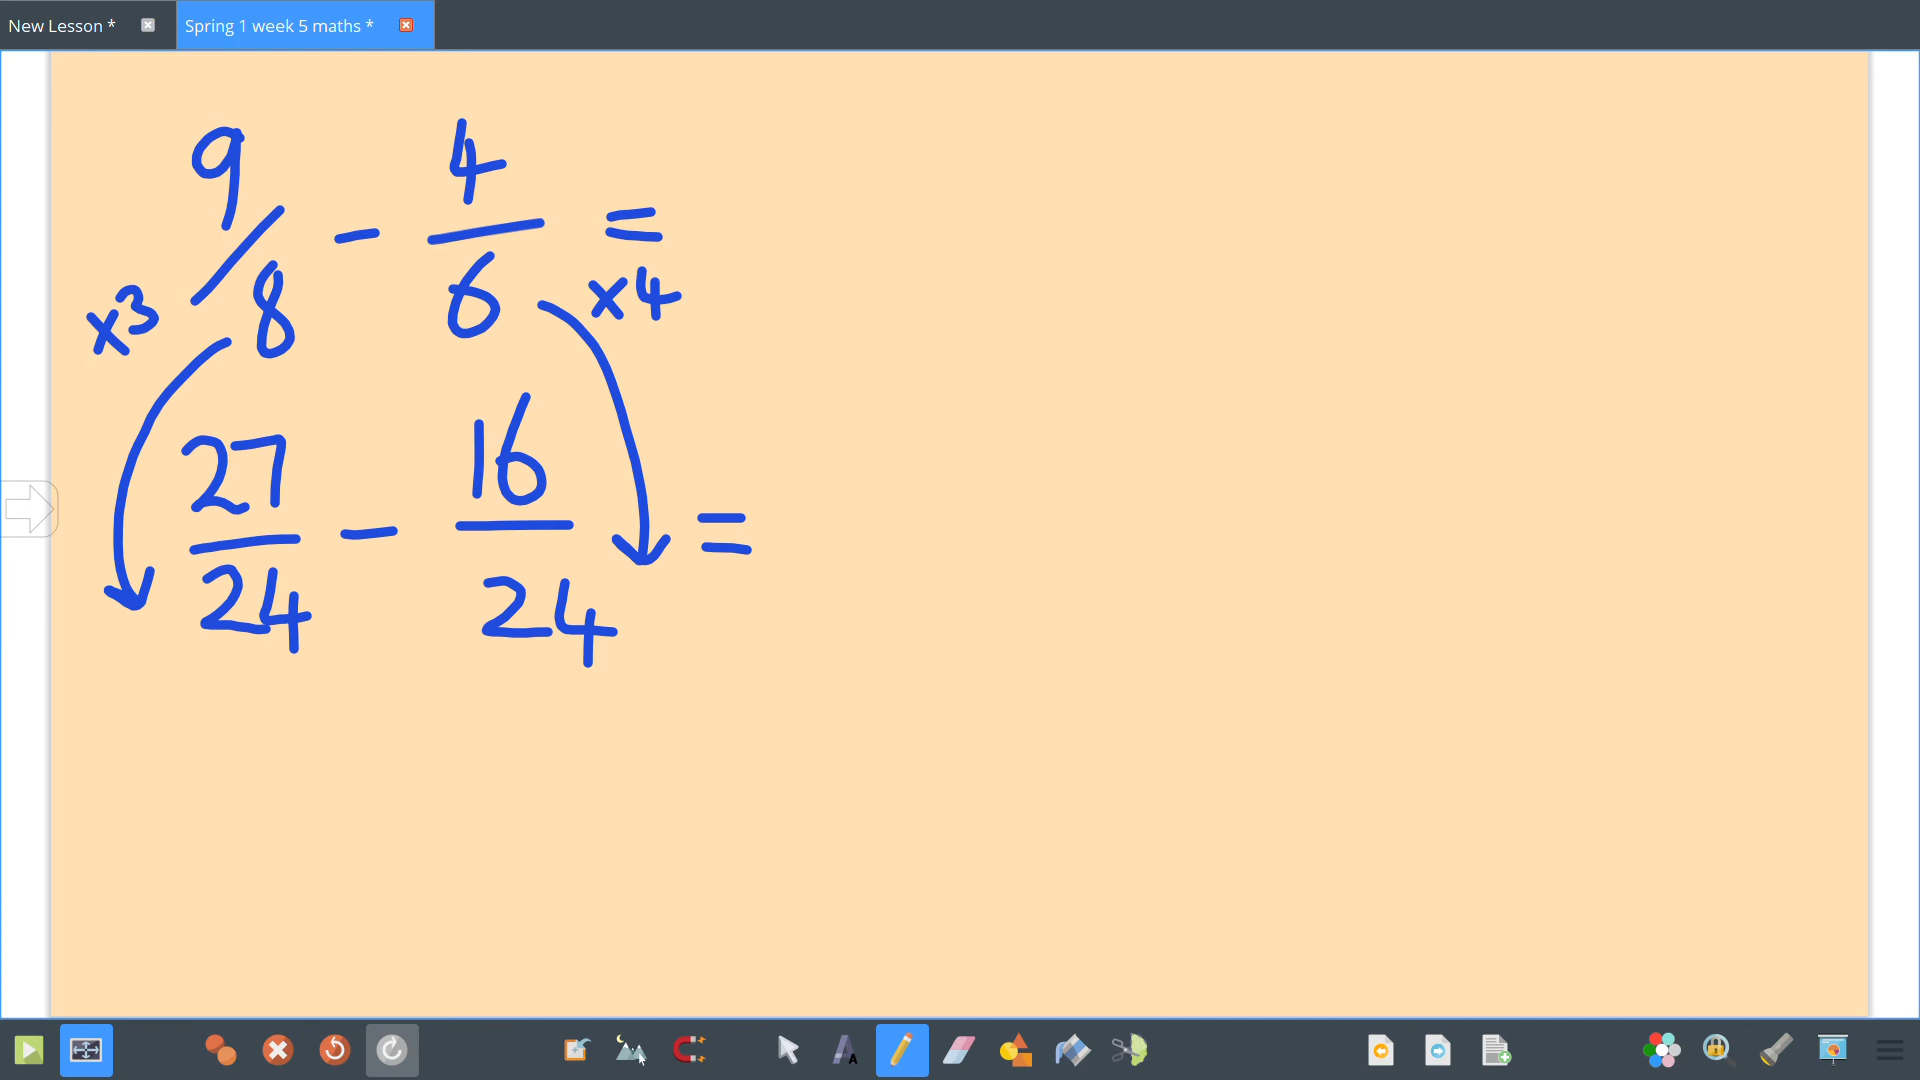 New Lesson *
Spring 1 week 5 maths *
9/8 - 4/6 =
x3 x4
27/24 - 16/24 =